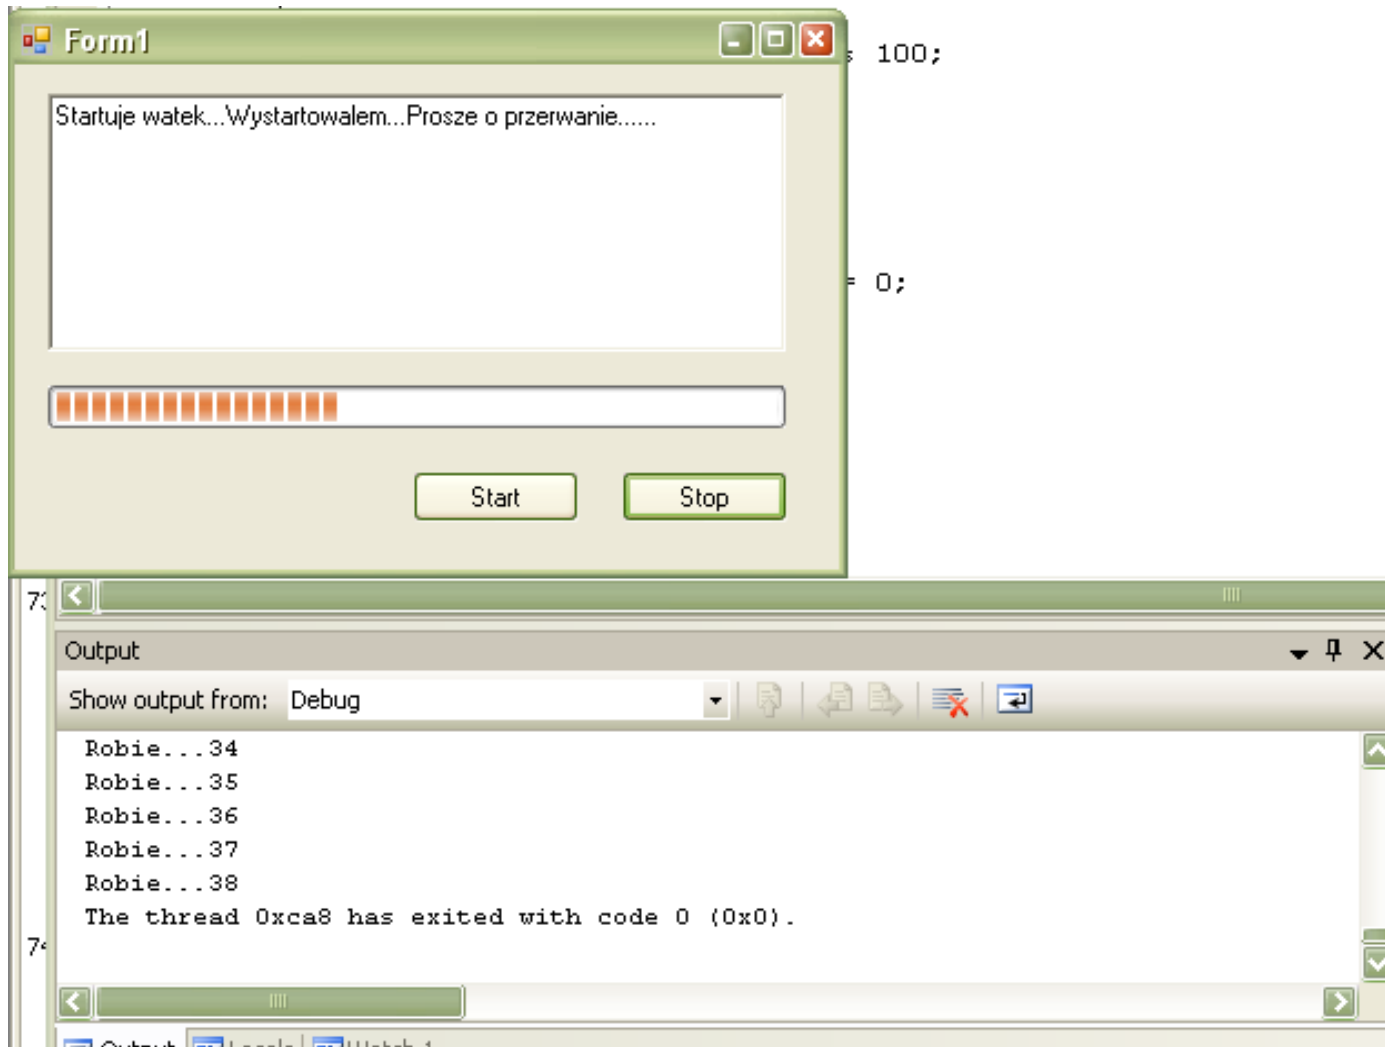 Form1
100;
Startuje watek...Wystartowalem...Prosze o przerwanie......
= 0;
Start
Stop
Output
Show output from: Debug
Robie...34
Robie...35
Robie...36
Robie...37
Robie...38
The thread 0xca8 has exited with code 0 (0x0).
Output